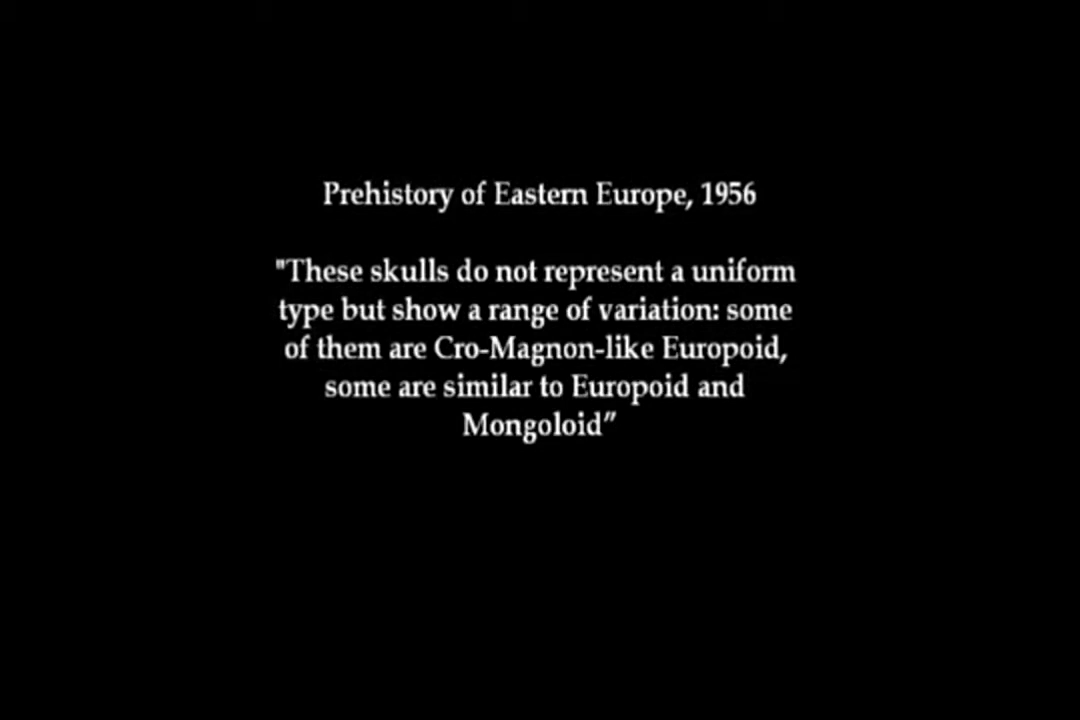 Prehistory of Eastern Europe, 1956
"These skulls do not represent a uniform
type but show a range of variation: some
of them are Cro-Magnon-like Europoid,
some are similar to Europoid and
Mongoloid”